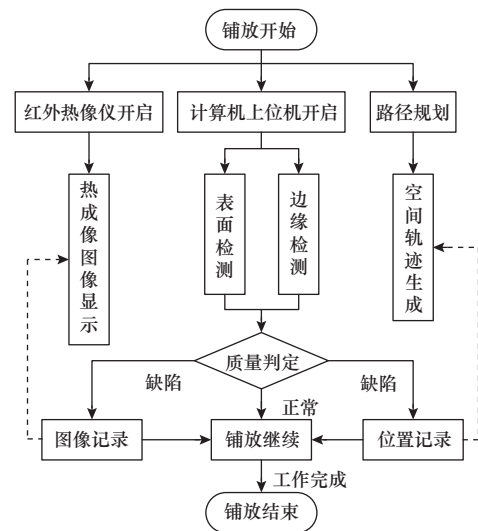 铺放开始
红外热像仪开启
计算机上位机开启
路径规划
热成像图像显示
表面检测
边缘检测
空间轨迹生成
质量判定
缺陷
缺陷
正常
图像记录
铺放继续
位置记录
工作完成
铺放结束